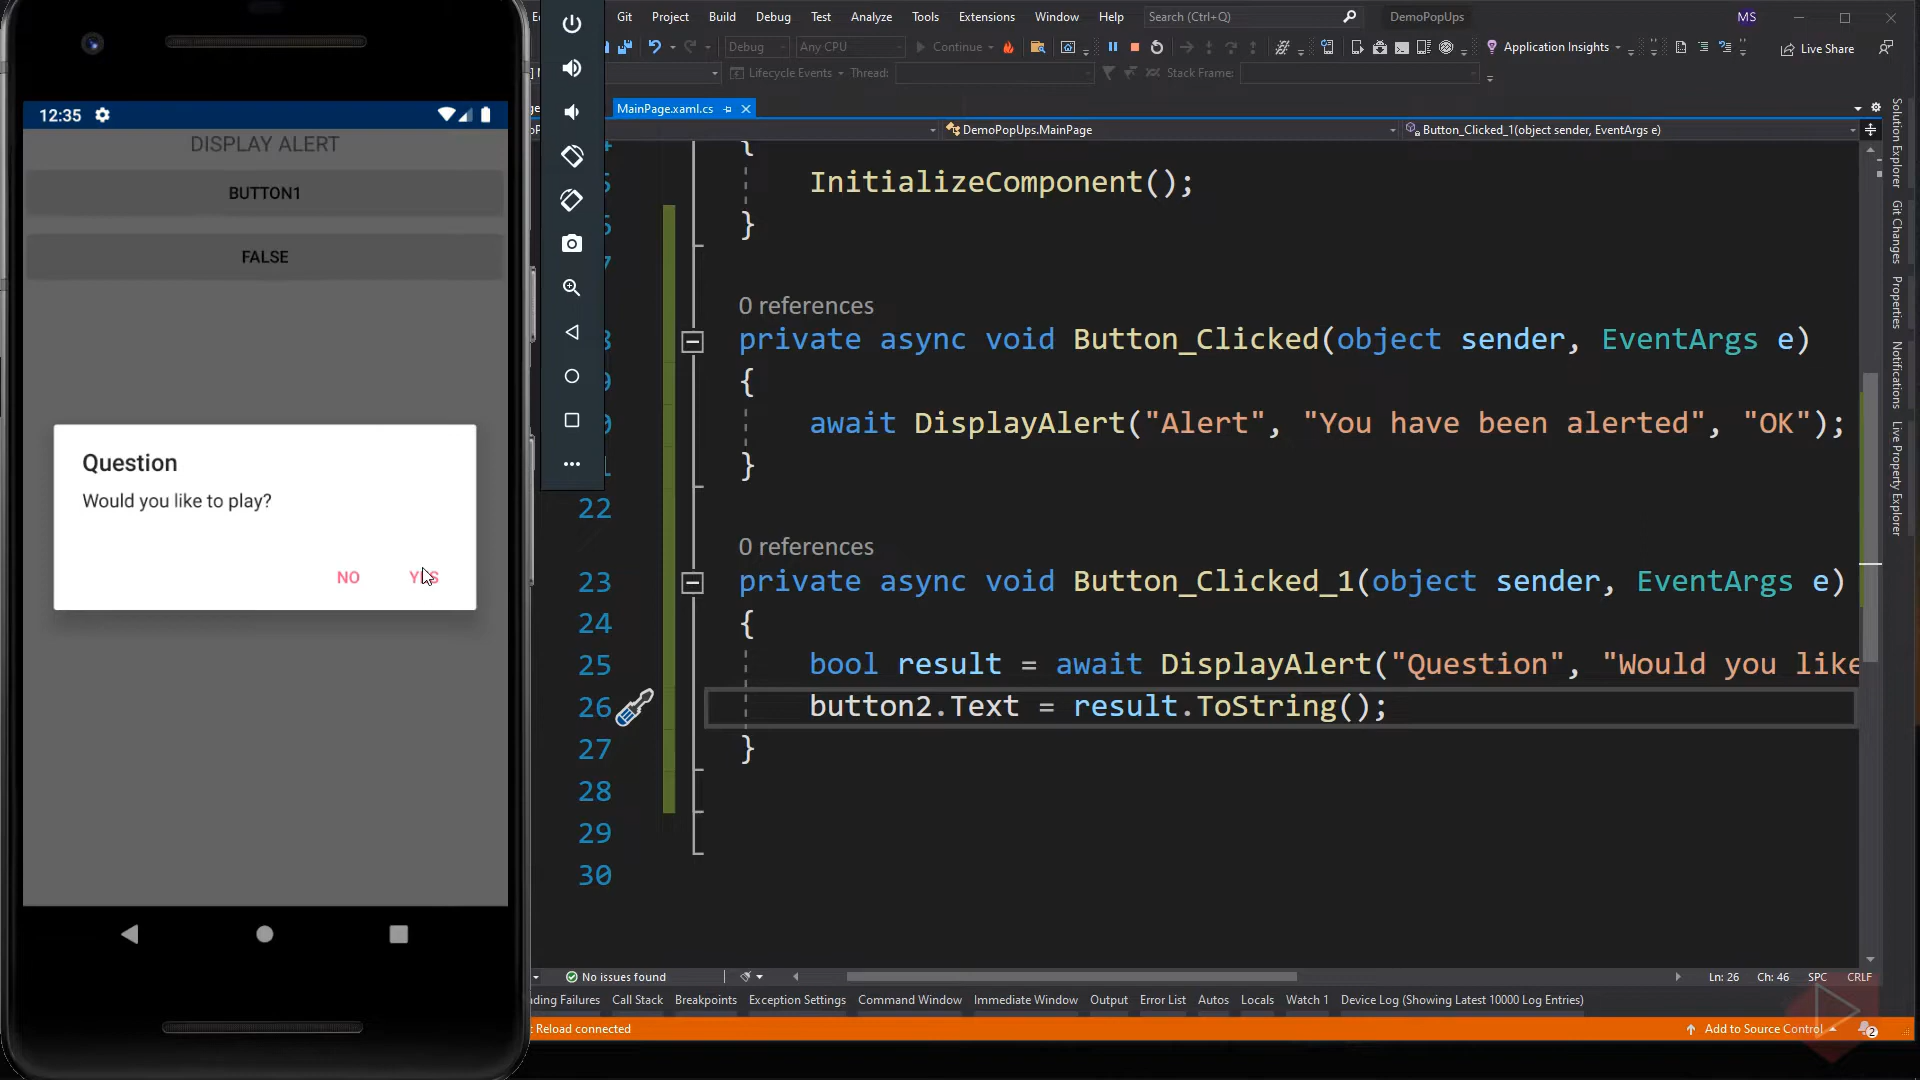 12:35
DISPLAY ALERT
BUTTON1
FALSE
Question
Would you like to play?
NO
YES
Git Project Build Debug Test Analyze Tools Extensions Window Help Search (Ctrl+Q) DemoPopUps MS
Debug Any CPU Continue Application Insights Live Share
Lifecycle Events Thread: Stack Frame:
MainPage.xaml.cs
DemoPopUps.MainPage
Button_Clicked_1(object sender, EventArgs e)
{
InitializeComponent();
}
0 references
private async void Button_Clicked(object sender, EventArgs e)
{
await DisplayAlert("Alert", "You have been alerted", "OK");
}
22
0 references
23 private async void Button_Clicked_1(object sender, EventArgs e)
24 {
25 bool result = await DisplayAlert("Question", "Would you like
26 button2.Text = result.ToString();
27 }
28
29
30
No issues found
Ln: 26 Ch: 46 SPC CRLF
ding Failures Call Stack Breakpoints Exception Settings Command Window Immediate Window Output Error List Autos Locals Watch 1 Device Log (Showing Latest 10000 Log Entries)
Reload connected
Add to Source Control
2
Solution Explorer
Git Changes
Properties
Notifications
Live Property Explorer